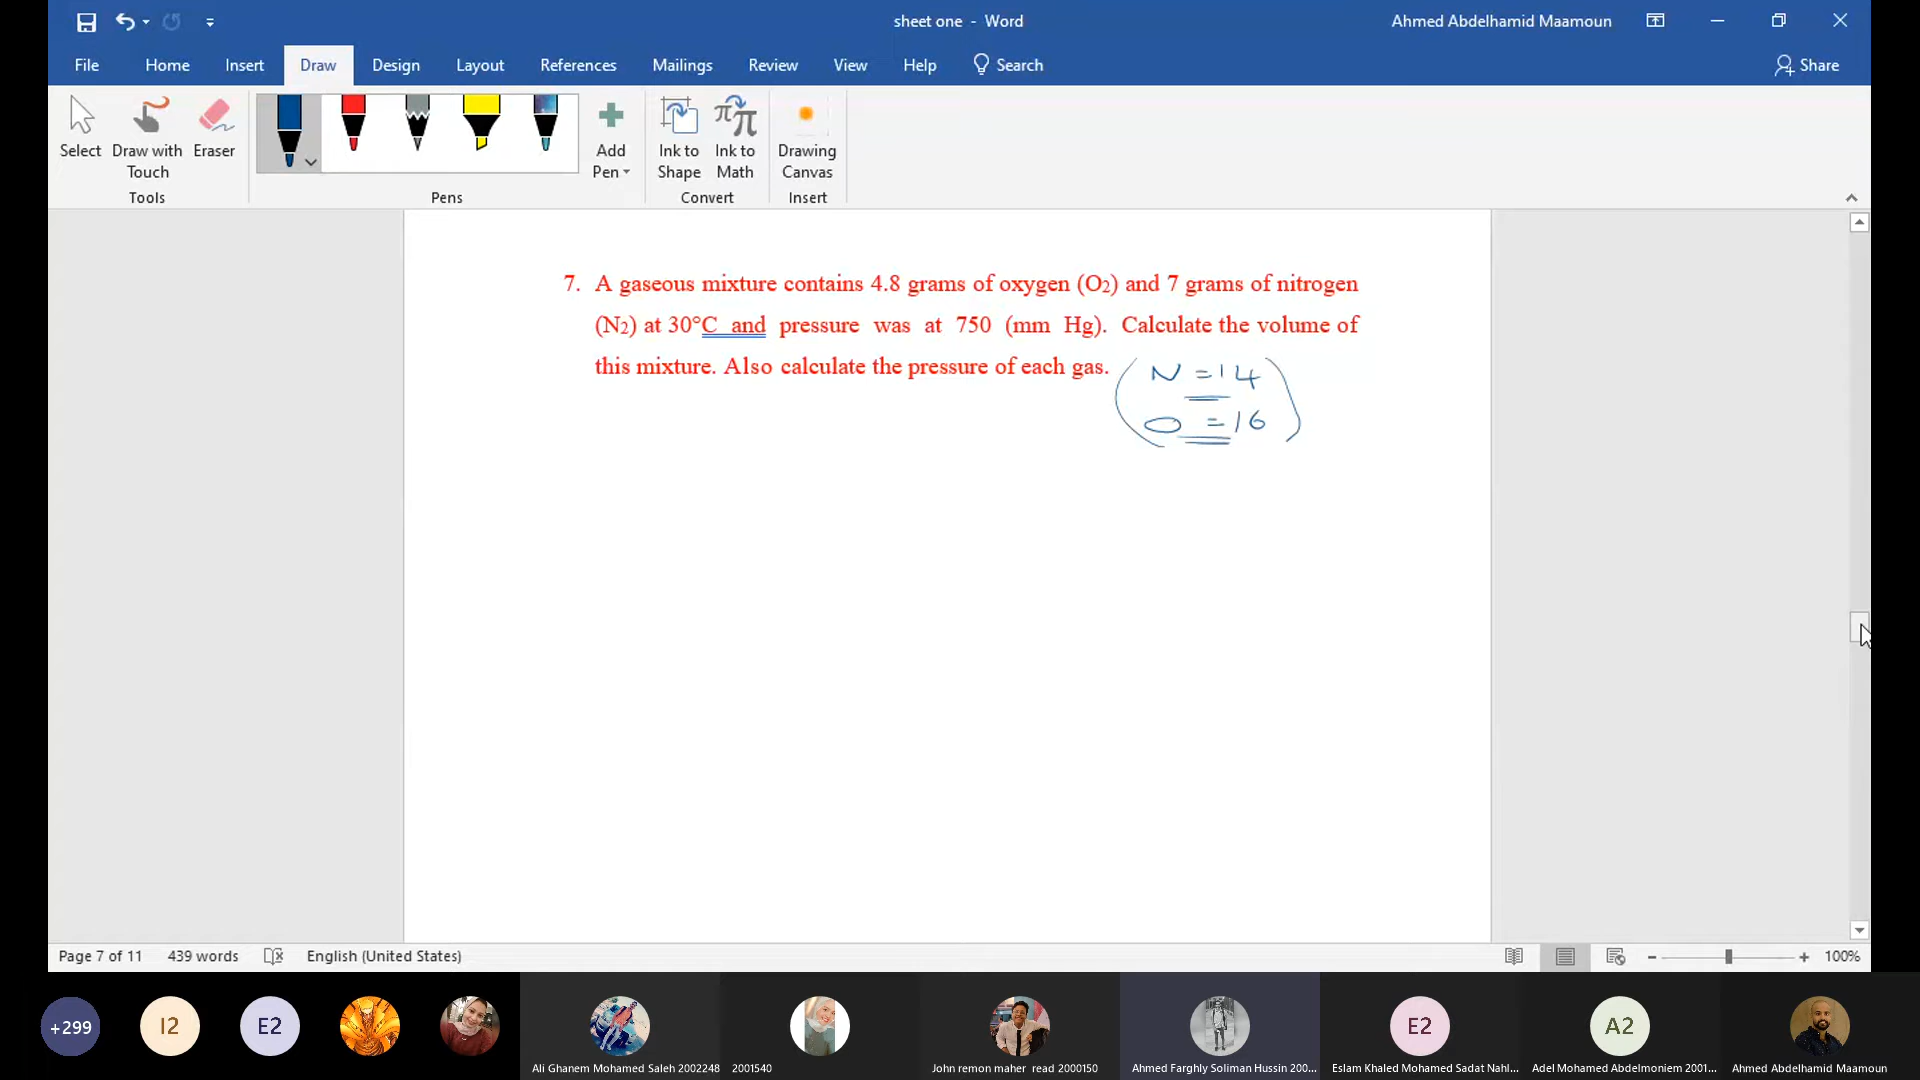 sheet one - Word
Ahmed Abdelhamid Maamoun
File Home Insert Draw Design Layout References Mailings Review View Help Search Share
Select Draw with Touch Eraser Add Pen Ink to Shape Ink to Math Drawing Canvas
Tools Pens Convert Insert
7. A gaseous mixture contains 4.8 grams of oxygen (O2) and 7 grams of nitrogen
(N2) at 30°C and pressure was at 750 (mm Hg). Calculate the volume of
this mixture. Also calculate the pressure of each gas.
N = 14
O = 16
Page 7 of 11 439 words English (United States) 100%
+299 I2 E2 E2 A2
Ali Ghanem Mohamed Saleh 2002248 2001540 John remon maher read 2000150 Ahmed Farghly Soliman Hussin 200... Eslam Khaled Mohamed Sadat Nahl... Adel Mohamed Abdelmoniem 2001... Ahmed Abdelhamid Maamoun